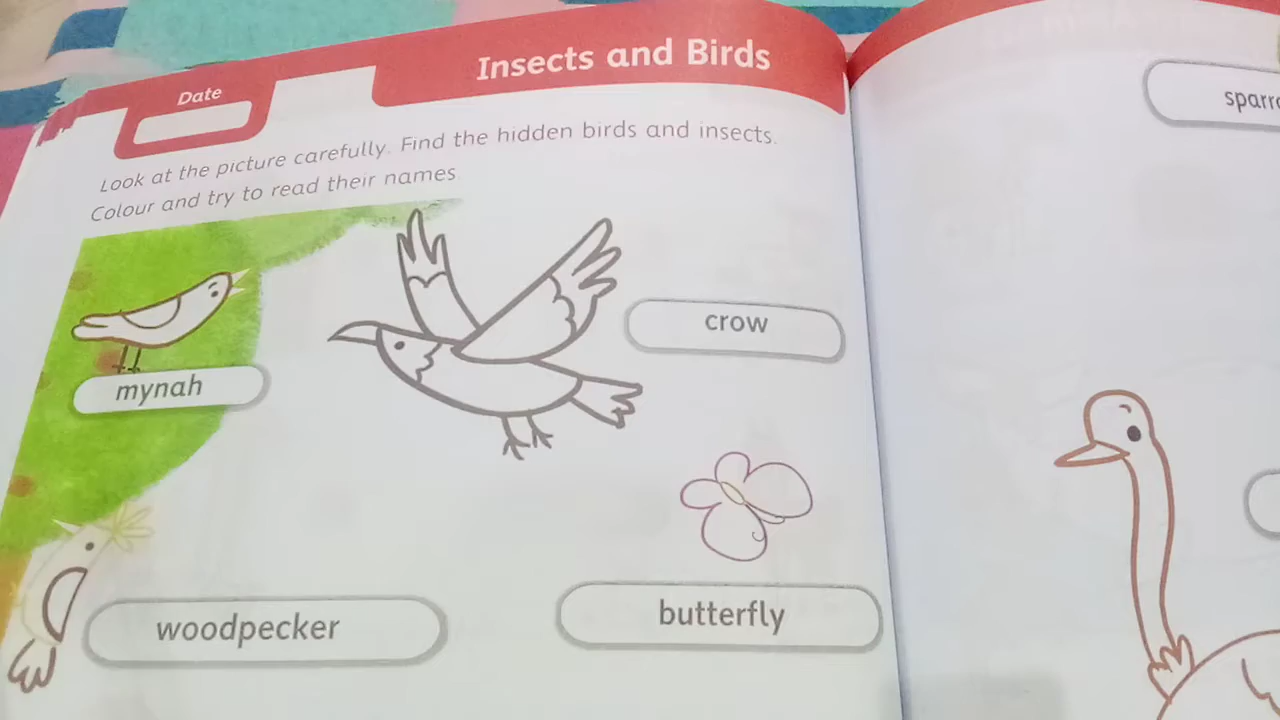 Insects and Birds
Date
Look at the picture carefully. Find the hidden birds and insects.
Colour and try to read their names
mynah
crow
woodpecker
butterfly